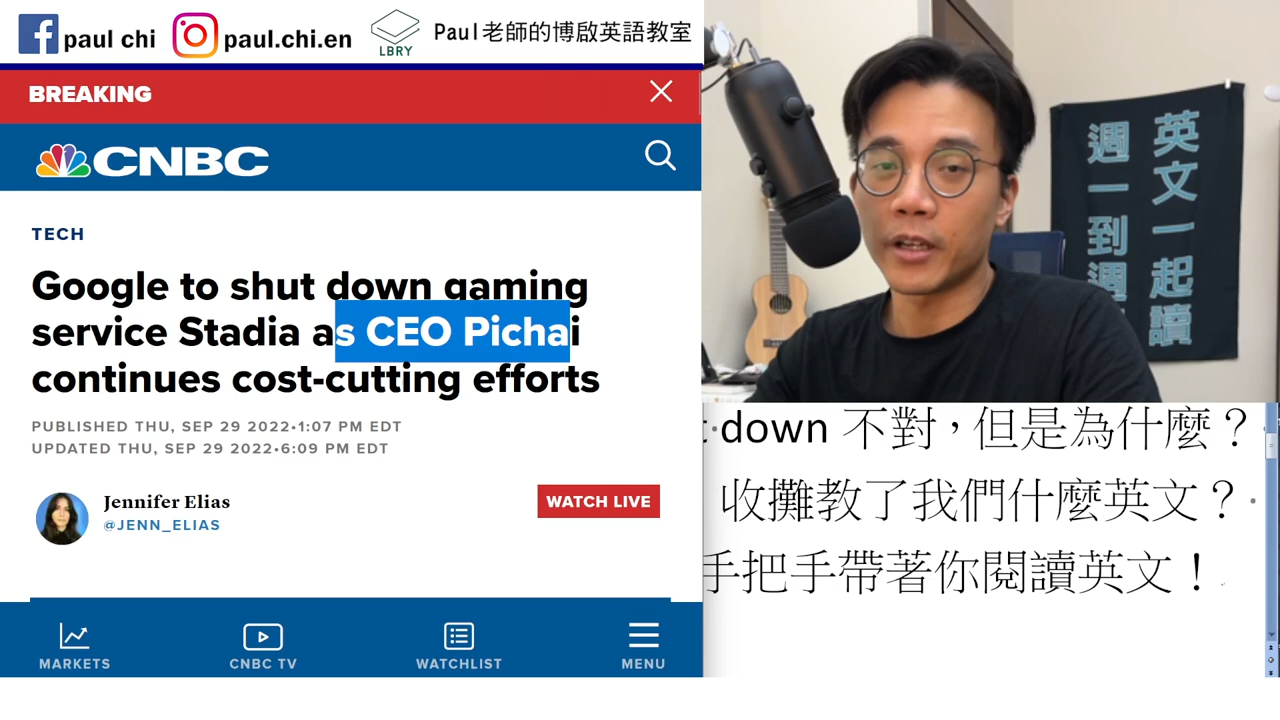 paul chi
paul.chi.en
LBRY
Paul老師的博啟英語教室
BREAKING
CNBC
TECH
Google to shut down gaming
service Stadia as CEO Pichai
continues cost-cutting efforts
PUBLISHED THU, SEP 29 2022•1:07 PM EDT
UPDATED THU, SEP 29 2022•6:09 PM EDT
Jennifer Elias
@JENN_ELIAS
WATCH LIVE
MARKETS
CNBC TV
WATCHLIST
MENU
英文一起讀
週一到週
down 不對，但是為什麼？
收攤教了我們什麼英文？
手把手帶著你閱讀英文！